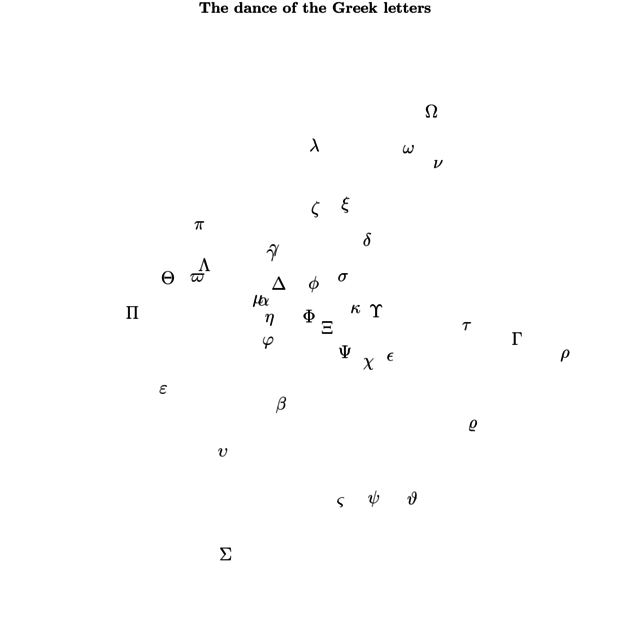 The dance of the Greek letters
Ω
λ ω
ν
ζ ξ
π
δ
γ
Λ
Θ ϖ Δ ϕ σ
μα
Π η Φ κ ϒ
Ξ τ
φ Γ
Ψ χ ϵ ρ
ε
β
ϱ
υ
ς ψ ϑ
Σ